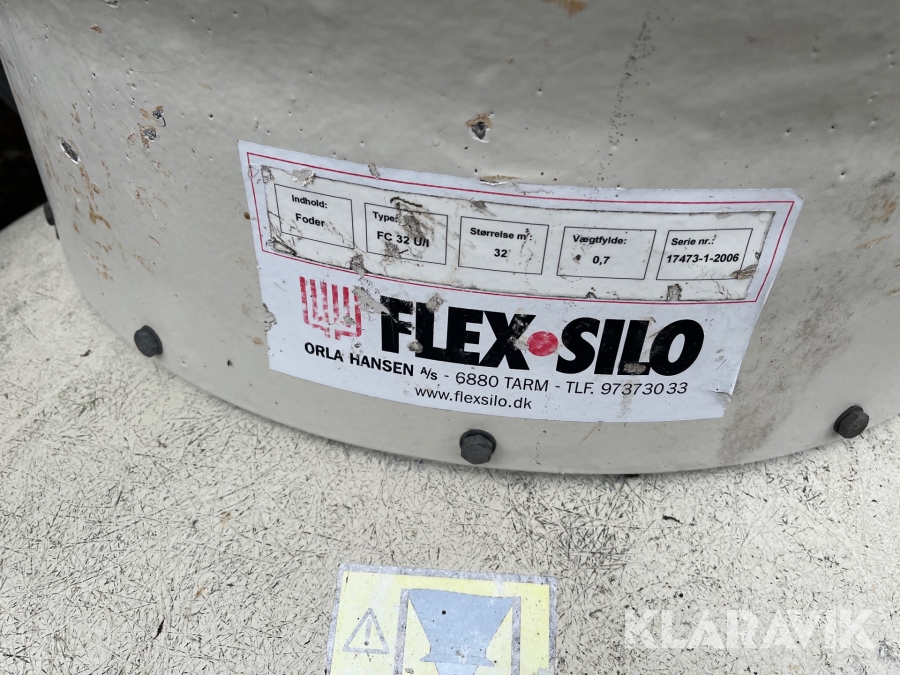 Indhold: Type: Størrelse m³: Vægtfylde: Serie nr.:
Foder FC 32 U/I 32 0,7 17473-1-2006
FLEX•SILO
ORLA HANSEN A/S - 6880 TARM - TLF. 97373033
www.flexsilo.dk
KLARAVIK